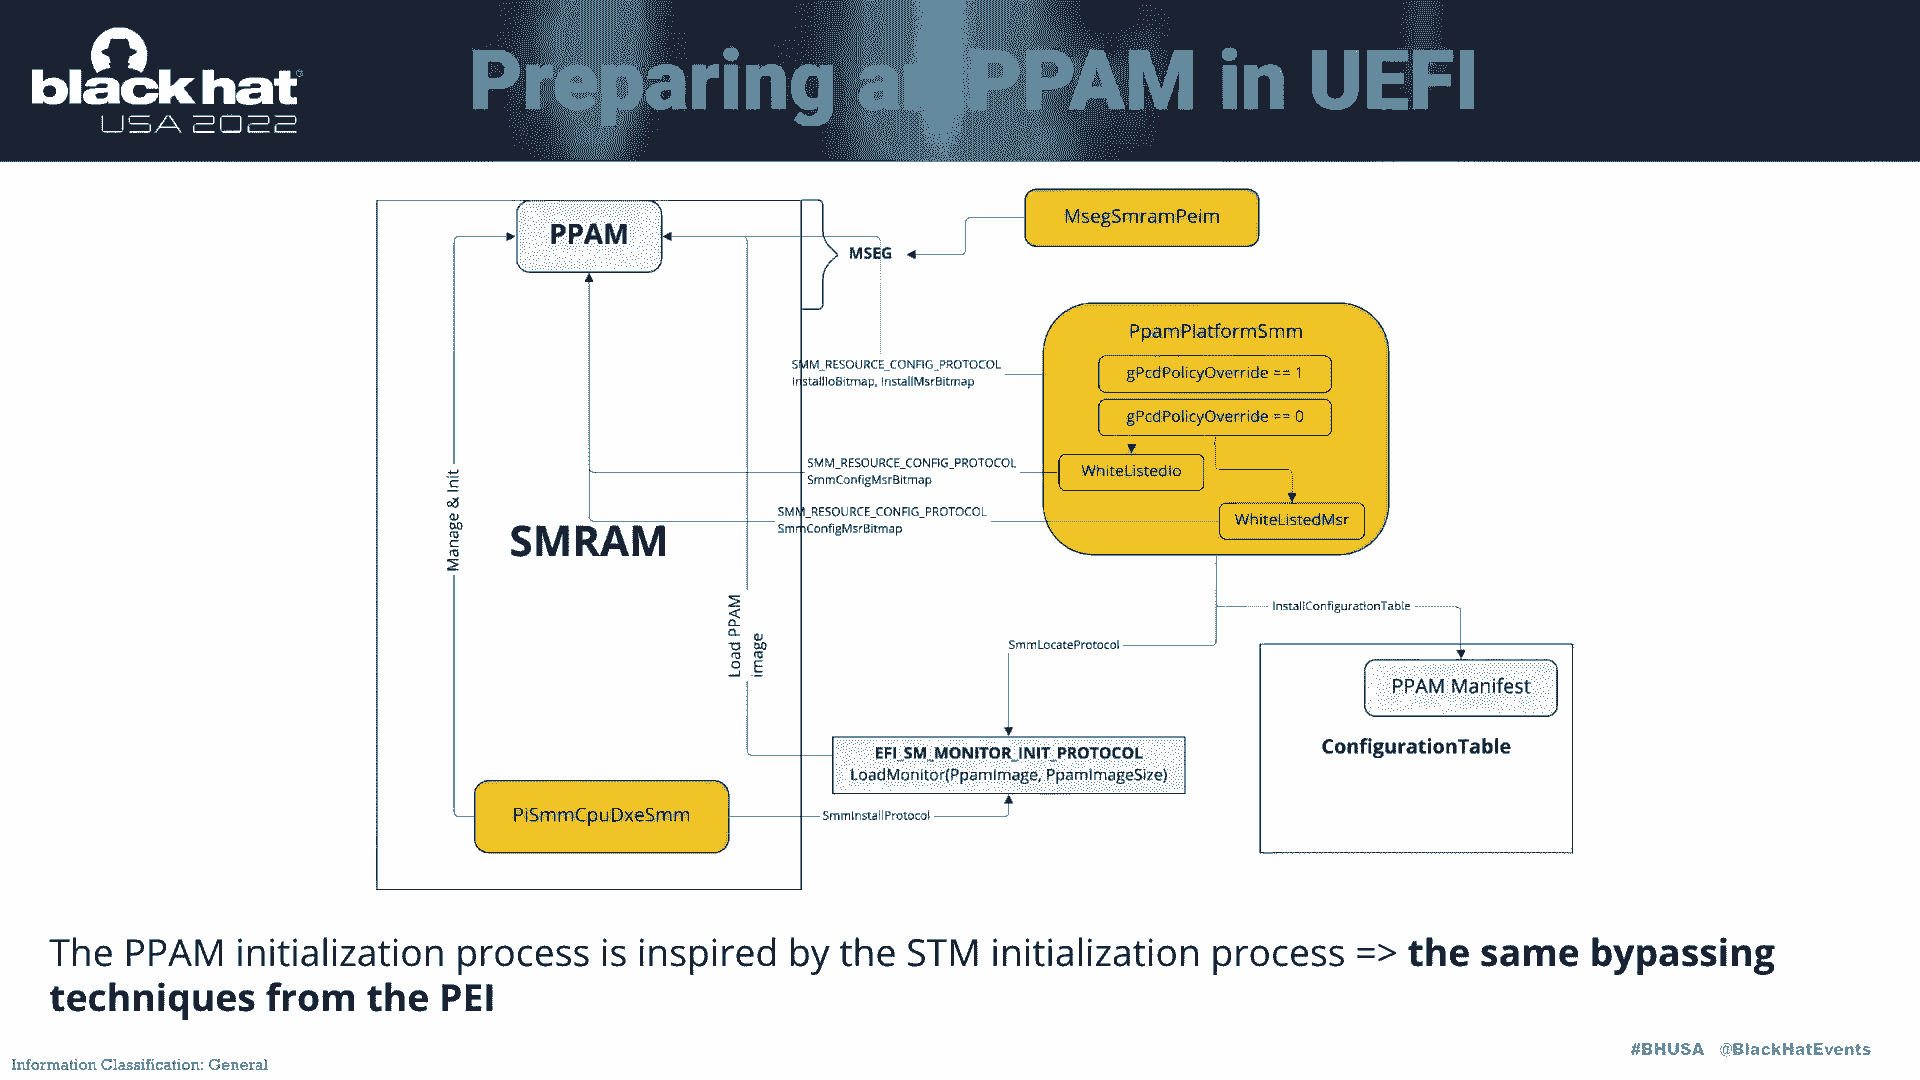 black hat
USA 2022
Preparing a PPAM in UEFI
PPAM
MsegSmramPeim
MSEG
PpamPlatformSmm
gPcdPolicyOverride == 1
gPcdPolicyOverride == 0
SMM_RESOURCE_CONFIG_PROTOCOL
InstallIoBitmap, InstallMsrBitmap
SMM_RESOURCE_CONFIG_PROTOCOL
SmmConfigMsrBitmap
WhiteListedIo
SMM_RESOURCE_CONFIG_PROTOCOL
SmmConfigMsrBitmap
WhiteListedMsr
Manage & Init
SMRAM
Load PPAM
image
InstallConfigurationTable
SmmLocateProtocol
PPAM Manifest
ConfigurationTable
EFI_SM_MONITOR_INIT_PROTOCOL
LoadMonitor(PpamImage, PpamImageSize)
PiSmmCpuDxeSmm
SmmInstallProtocol
The PPAM initialization process is inspired by the STM initialization process => the same bypassing
techniques from the PEI
#BHUSA @BlackHatEvents
Information Classification: General